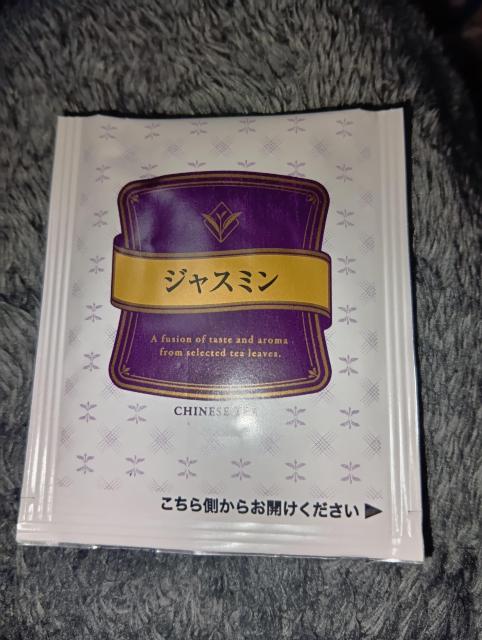 ジャスミン
A fusion of taste and aroma
from selected tea leaves.
CHINESE TEA
こちら側からお開けください▶